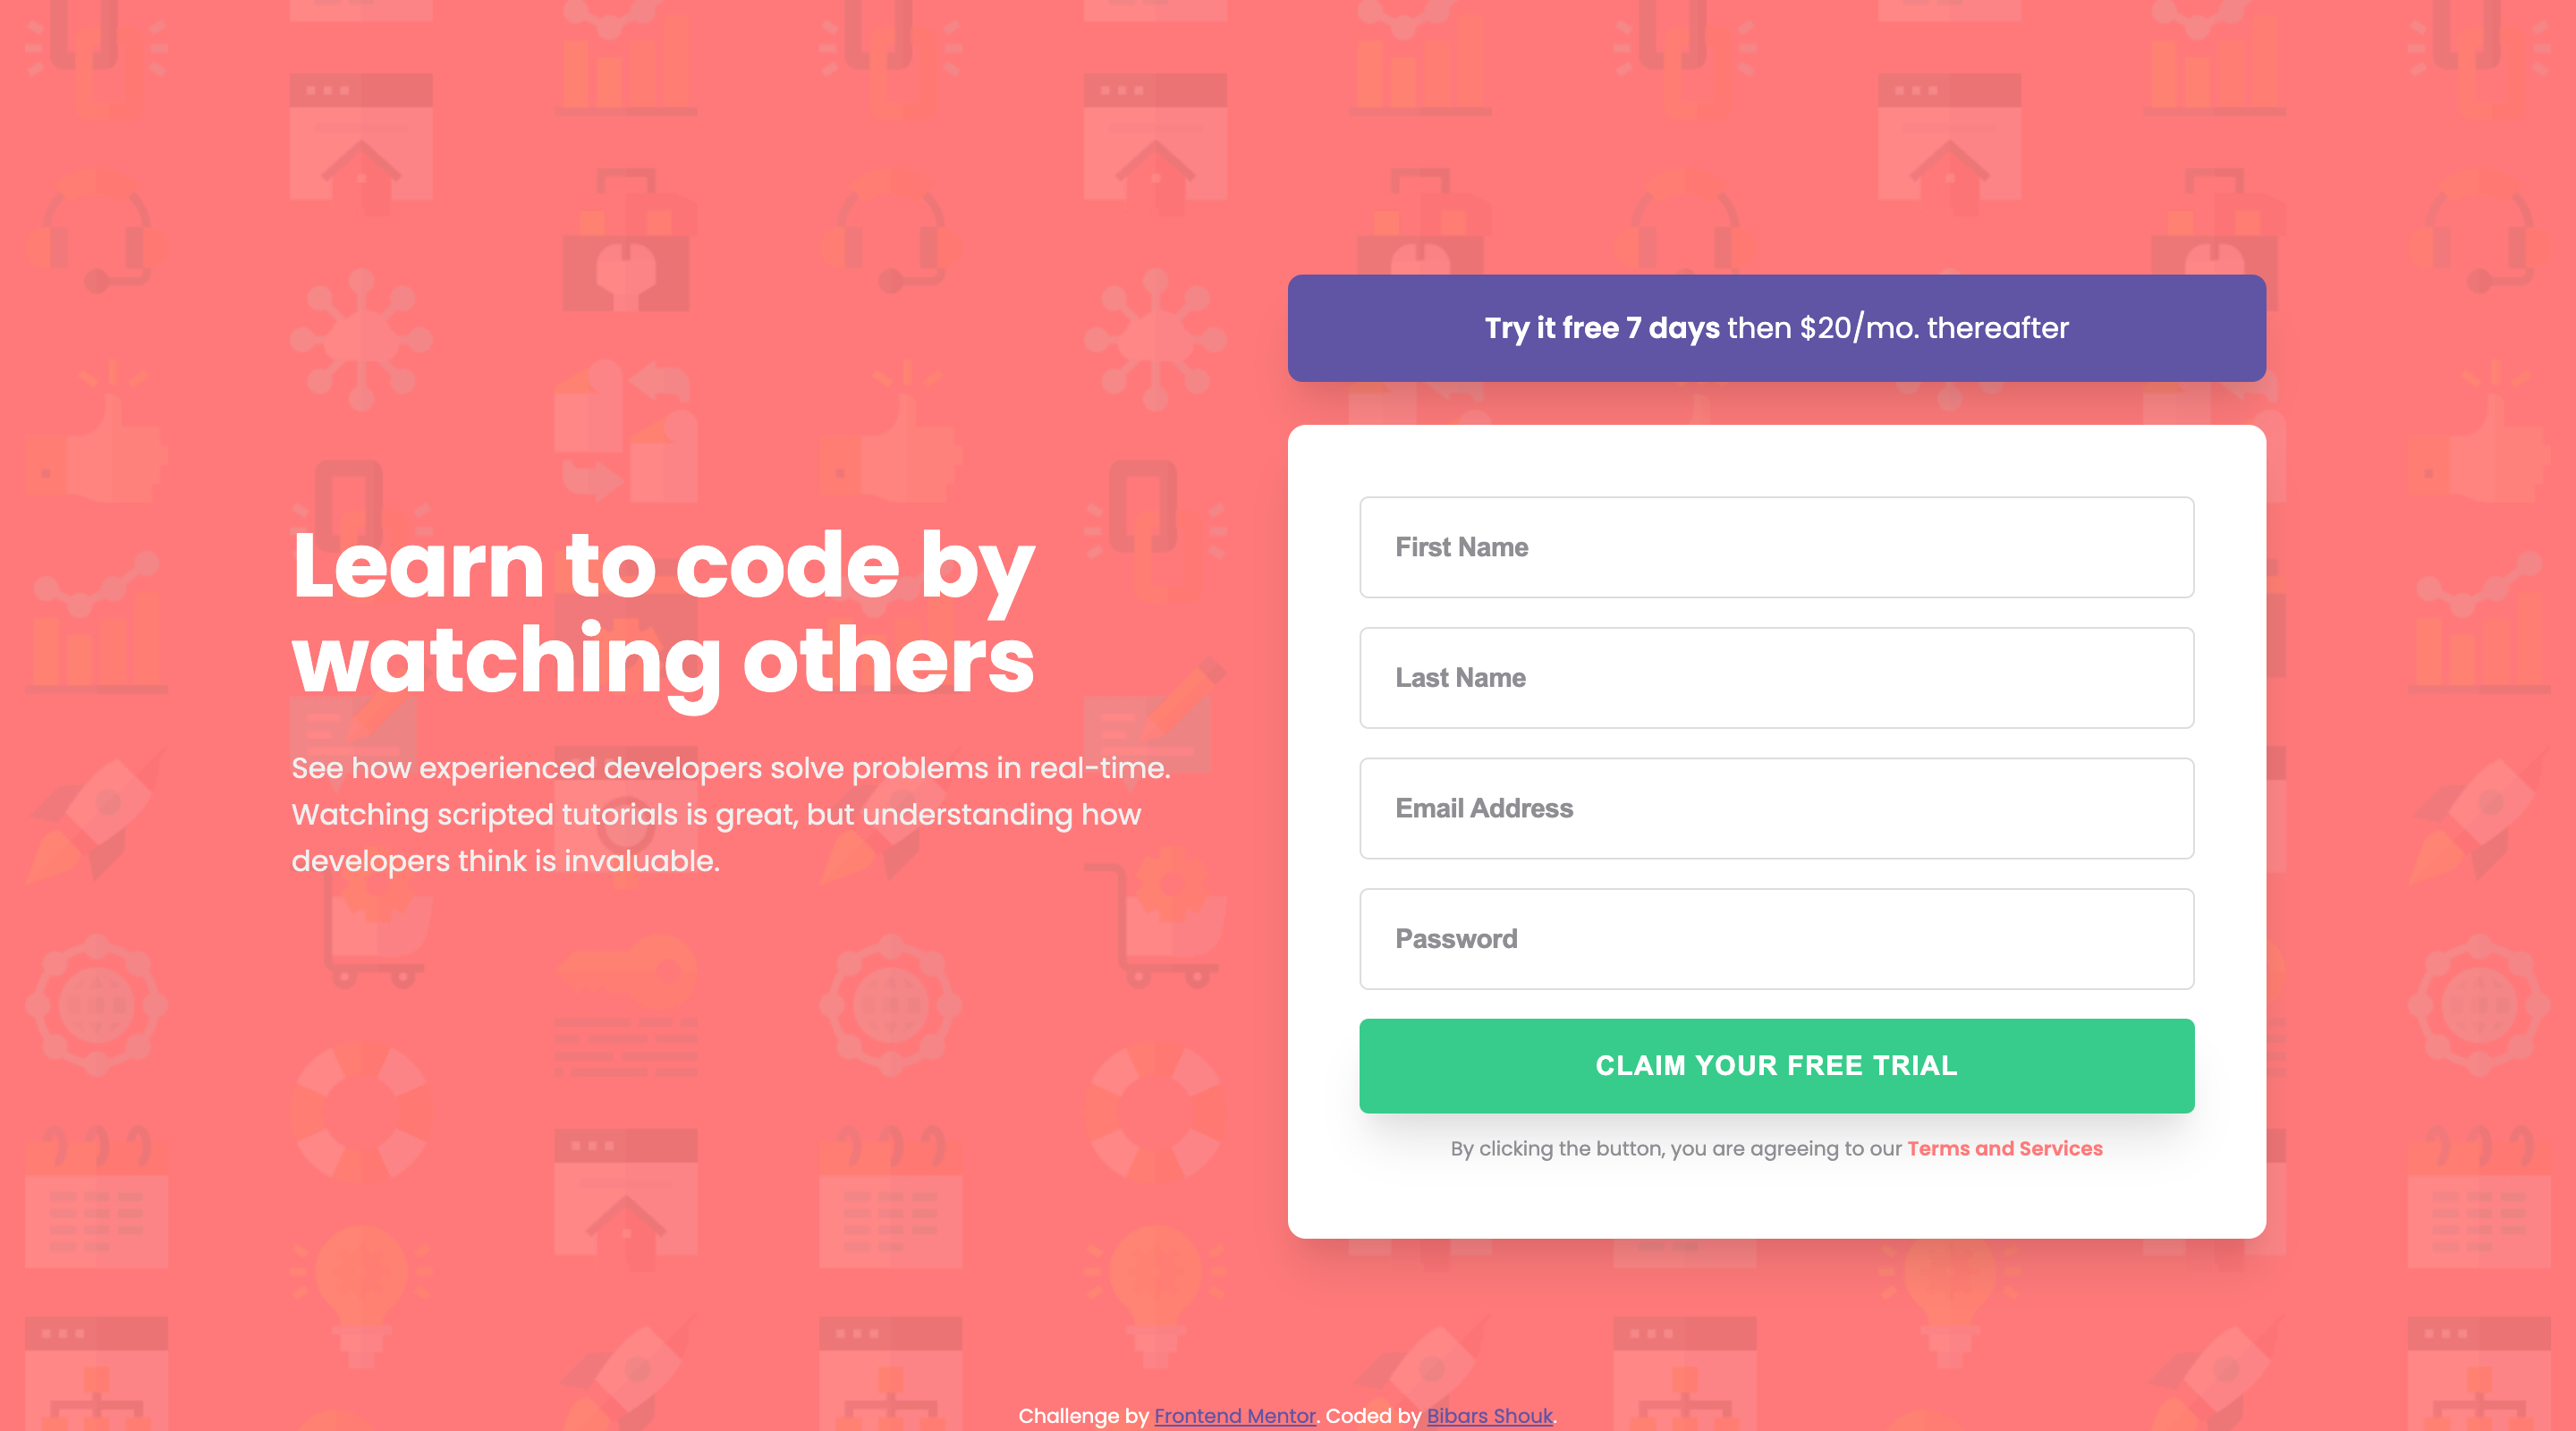 Learn to code by
watching others
See how experienced developers solve problems in real-time.
Watching scripted tutorials is great, but understanding how
developers think is invaluable.
Try it free 7 days then $20/mo. thereafter
First Name
Last Name
Email Address
Password
CLAIM YOUR FREE TRIAL
By clicking the button, you are agreeing to our Terms and Services
Challenge by Frontend Mentor. Coded by Bibars Shouk.